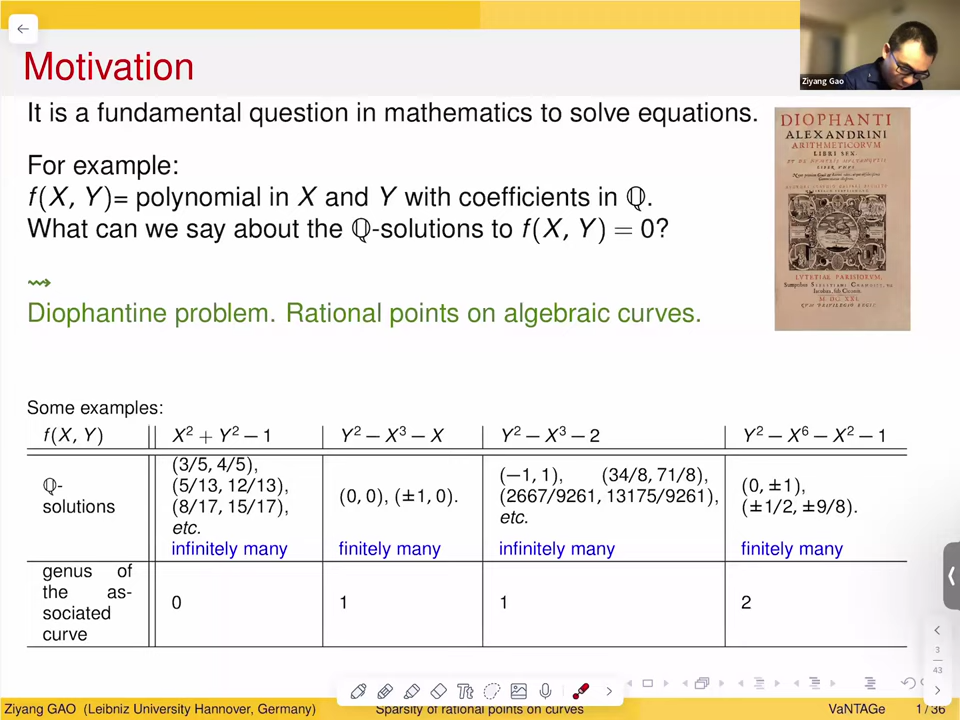 Motivation
Ziyang Gao
It is a fundamental question in mathematics to solve equations.
For example:
f(X, Y)= polynomial in X and Y with coefficients in ℚ.
What can we say about the ℚ-solutions to f(X, Y) = 0?
⇝
Diophantine problem. Rational points on algebraic curves.
DIOPHANTI
ALEXANDRINI
ARITHMETICORVM
LIBRI SEX.
LVTETIAE PARISIORVM,
Some examples:
f(X, Y) X² + Y² − 1 Y² − X³ − X Y² − X³ − 2 Y² − X⁶ − X² − 1
ℚ-
solutions
(3/5, 4/5),
(5/13, 12/13),
(8/17, 15/17),
etc.
infinitely many
(0, 0), (±1, 0).
finitely many
(−1, 1), (34/8, 71/8),
(2667/9261, 13175/9261),
etc.
infinitely many
(0, ±1),
(±1/2, ±9/8).
finitely many
genus of
the as-
sociated
curve
0 1 1 2
3
43
Tt
Ziyang GAO (Leibniz University Hannover, Germany) Sparsity of rational points on curves VaNTAGe 1 / 36